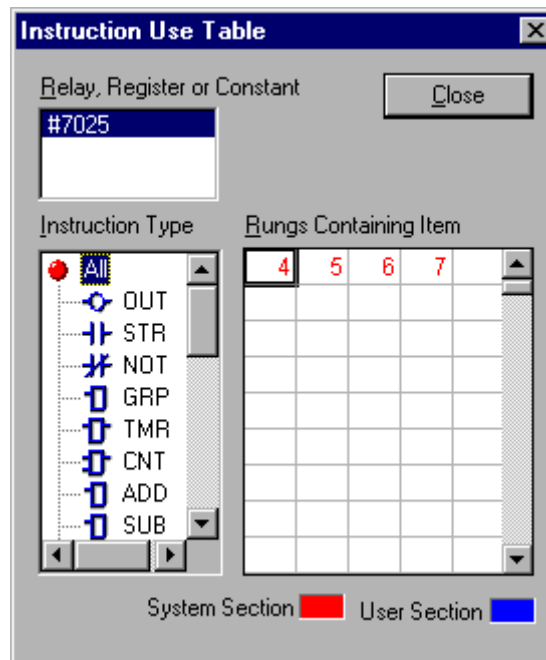 Instruction Use Table
Relay, Register or Constant
Close
#7025
Instruction Type
Rungs Containing Item
All
4 5 6 7
OUT
STR
NOT
GRP
TMR
CNT
ADD
SUB
System Section
User Section